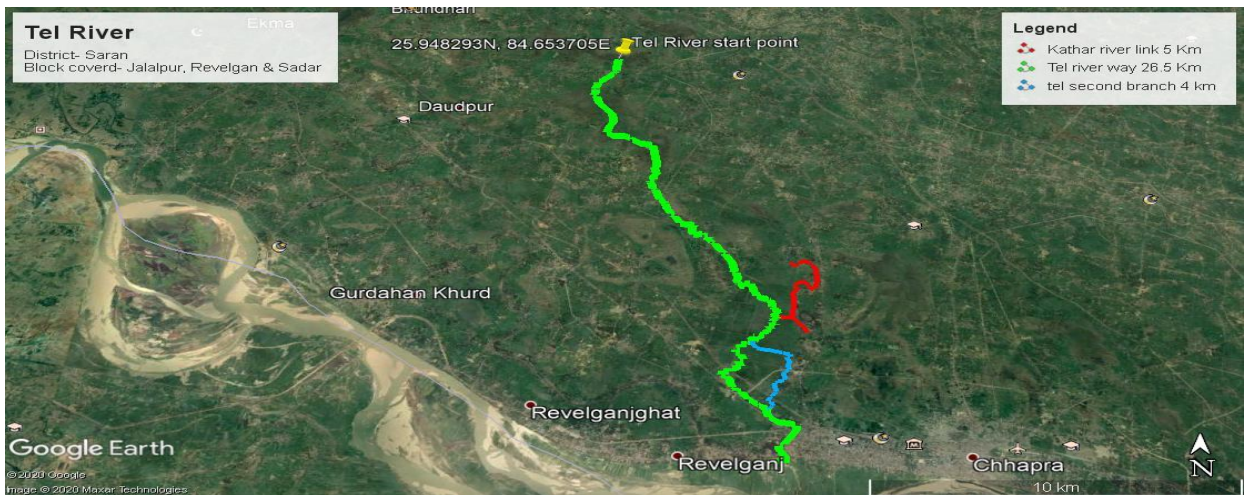 Tel River
District- Saran
Block coverd- Jalalpur, Revelgan & Sadar
Ekma
25.948293N, 84.653705E
Tel River start point
Legend
Kathar river link 5 Km
Tel river way 26.5 Km
tel second branch 4 km
Daudpur
Gurdahan Khurd
Revelganjghat
Revelganj
Chhapra
Google Earth
© 2020 Google
Image © 2020 Maxar Technologies
10 km
N